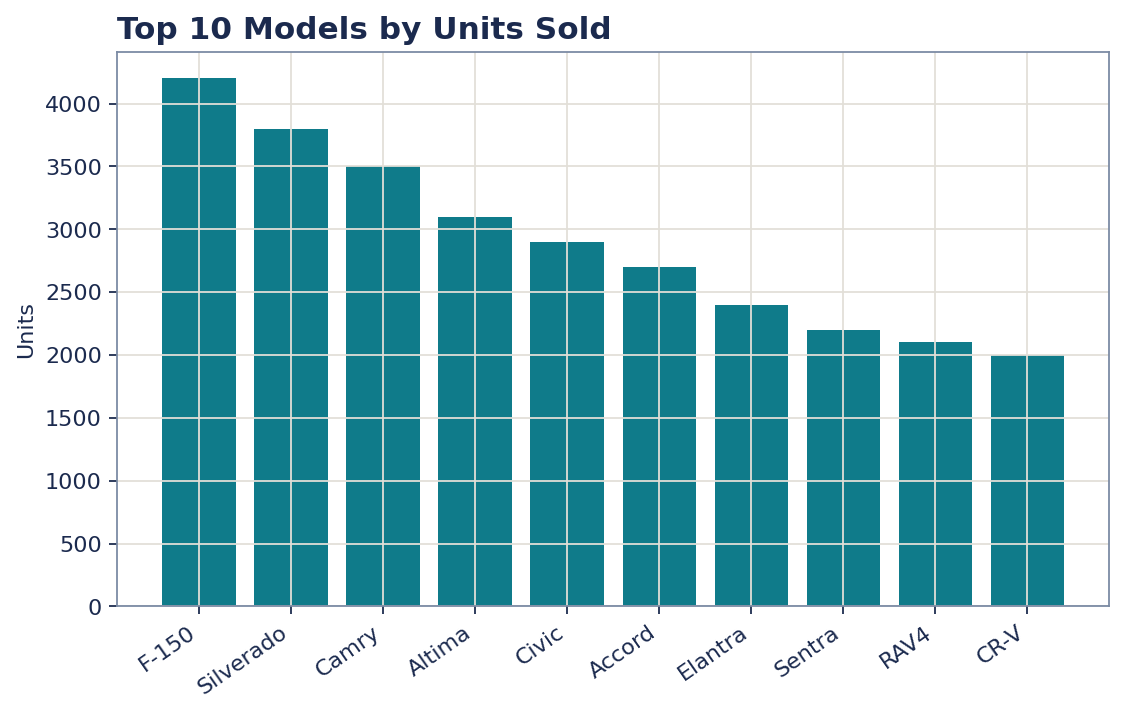 Top 10 Models by Units Sold
Units
4000
3500
3000
2500
2000
1500
1000
500
0
F-150
Silverado
Camry
Altima
Civic
Accord
Elantra
Sentra
RAV4
CR-V